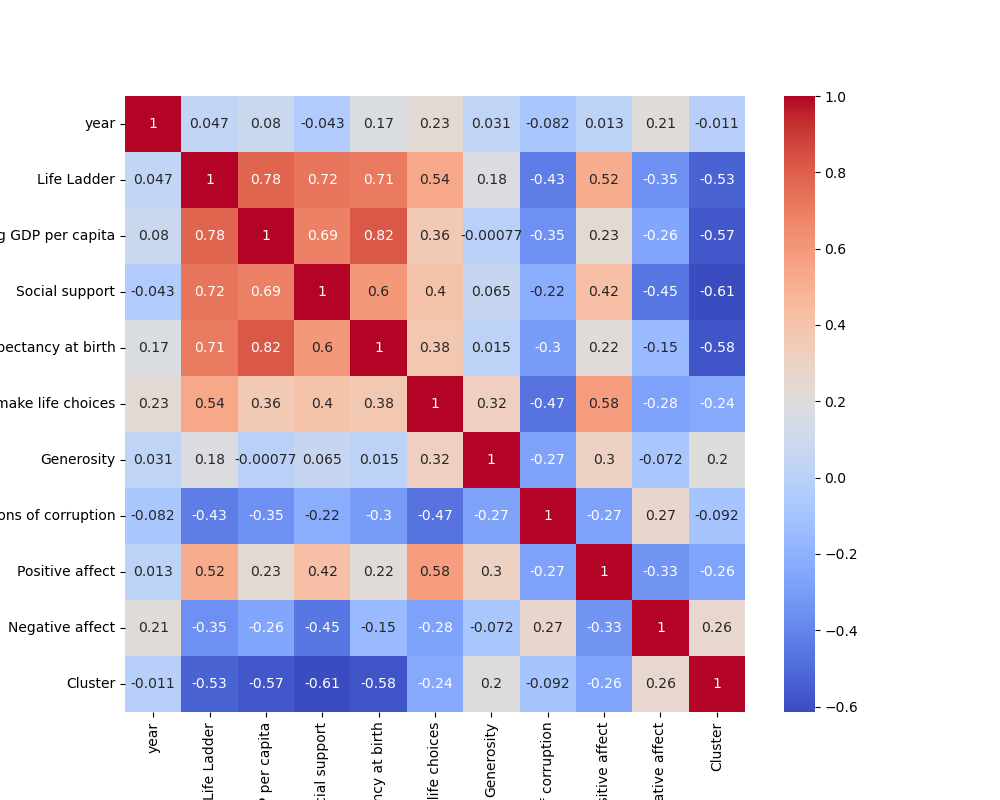 year 1 0.047 0.08 -0.043 0.17 0.23 0.031 -0.082 0.013 0.21 -0.011
Life Ladder 0.047 1 0.78 0.72 0.71 0.54 0.18 -0.43 0.52 -0.35 -0.53
g GDP per capita 0.08 0.78 1 0.69 0.82 0.36 -0.00077 -0.35 0.23 -0.26 -0.57
Social support -0.043 0.72 0.69 1 0.6 0.4 0.065 -0.22 0.42 -0.45 -0.61
pectancy at birth 0.17 0.71 0.82 0.6 1 0.38 0.015 -0.3 0.22 -0.15 -0.58
make life choices 0.23 0.54 0.36 0.4 0.38 1 0.32 -0.47 0.58 -0.28 -0.24
Generosity 0.031 0.18 -0.00077 0.065 0.015 0.32 1 -0.27 0.3 -0.072 0.2
ons of corruption -0.082 -0.43 -0.35 -0.22 -0.3 -0.47 -0.27 1 -0.27 0.27 -0.092
Positive affect 0.013 0.52 0.23 0.42 0.22 0.58 0.3 -0.27 1 -0.33 -0.26
Negative affect 0.21 -0.35 -0.26 -0.45 -0.15 -0.28 -0.072 0.27 -0.33 1 0.26
Cluster -0.011 -0.53 -0.57 -0.61 -0.58 -0.24 0.2 -0.092 -0.26 0.26 1
year
Life Ladder
per capita
cial support
ncy at birth
life choices
Generosity
corruption
sitive affect
ative affect
Cluster
1.0
0.8
0.6
0.4
0.2
0.0
−0.2
−0.4
−0.6